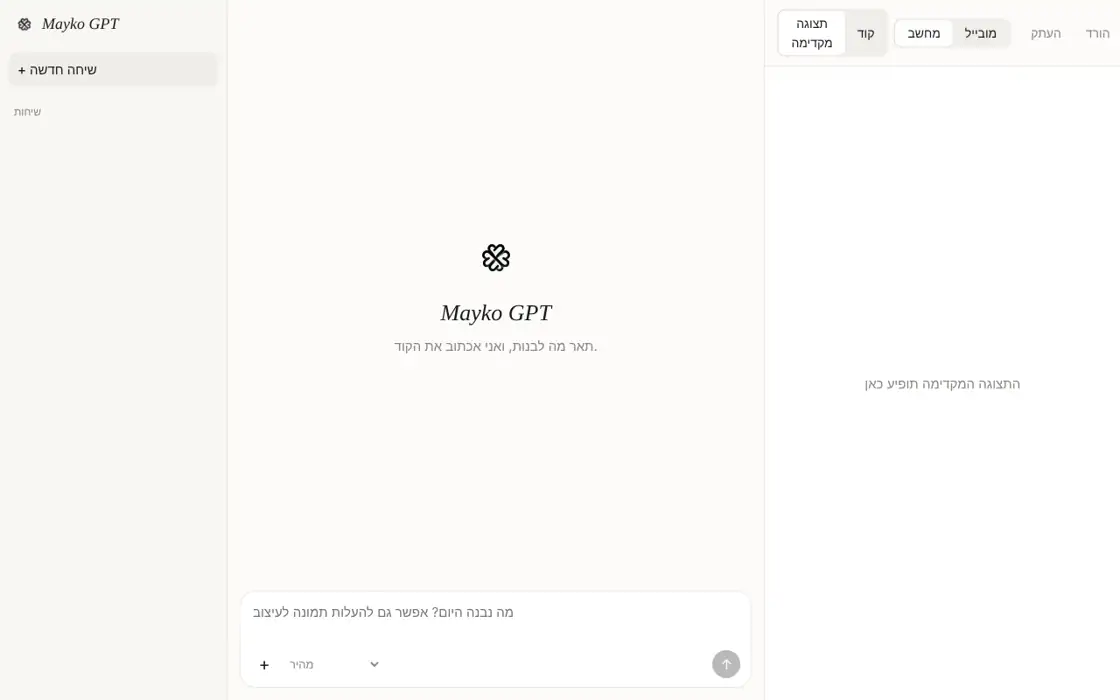 Mayko GPT
+ שיחה חדשה
שיחות
Mayko GPT
תאר מה לבנות, ואני אכתוב את הקוד.
מה נבנה היום? אפשר גם להעלות תמונה לעיצוב
+
מהיר
תצוגה
מקדימה
קוד
מחשב
מובייל
העתק
הורד
התצוגה המקדימה תופיע כאן